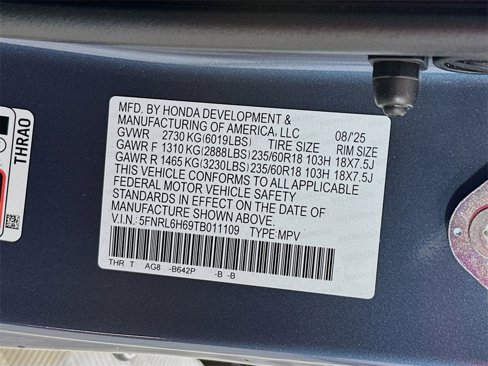 THRA0
MFD. BY HONDA DEVELOPMENT &
MANUFACTURING OF AMERICA, LLC 08/'25
GVWR 2730 KG(6019LBS) TIRE SIZE RIM SIZE
GAWR F 1310 KG(2888LBS) 235/60R18 103H 18X7.5J
GAWR R 1465 KG(3230LBS) 235/60R18 103H 18X7.5J
THIS VEHICLE CONFORMS TO ALL APPLICABLE
FEDERAL MOTOR VEHICLE SAFETY
STANDARDS IN EFFECT ON THE DATE OF
MANUFACTURE SHOWN ABOVE.
V.I.N. : 5FNRL6H69TB011109 TYPE:MPV
THR T AG8 -B642P -B -B